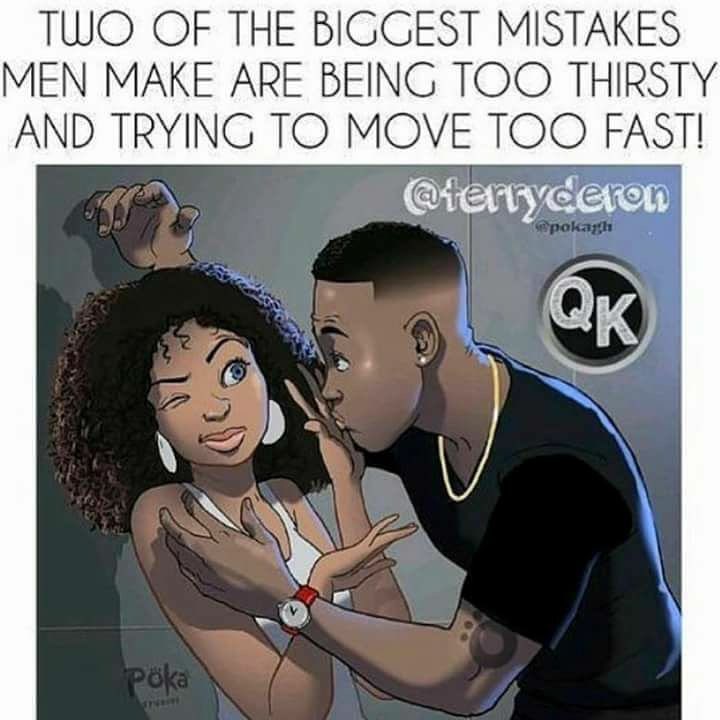 TWO OF THE BIGGEST MISTAKES
MEN MAKE ARE BEING TOO THIRSTY
AND TRYING TO MOVE TOO FAST!
@terryderon
@pokagh
QK
Pöka
STUDIOS